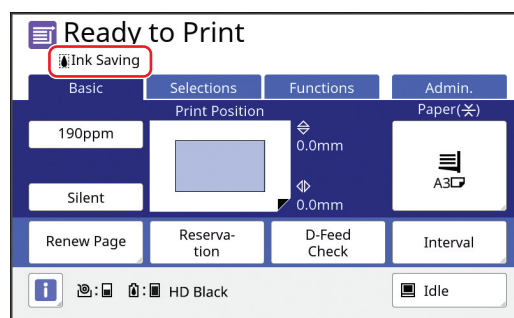 Ready to Print
Ink Saving
Basic
Selections
Functions
Admin.
Print Position
Paper(⚹)
190ppm
0.0mm
A3
Silent
0.0mm
Renew Page
Reserva-
tion
D-Feed
Check
Interval
i
HD Black
Idle